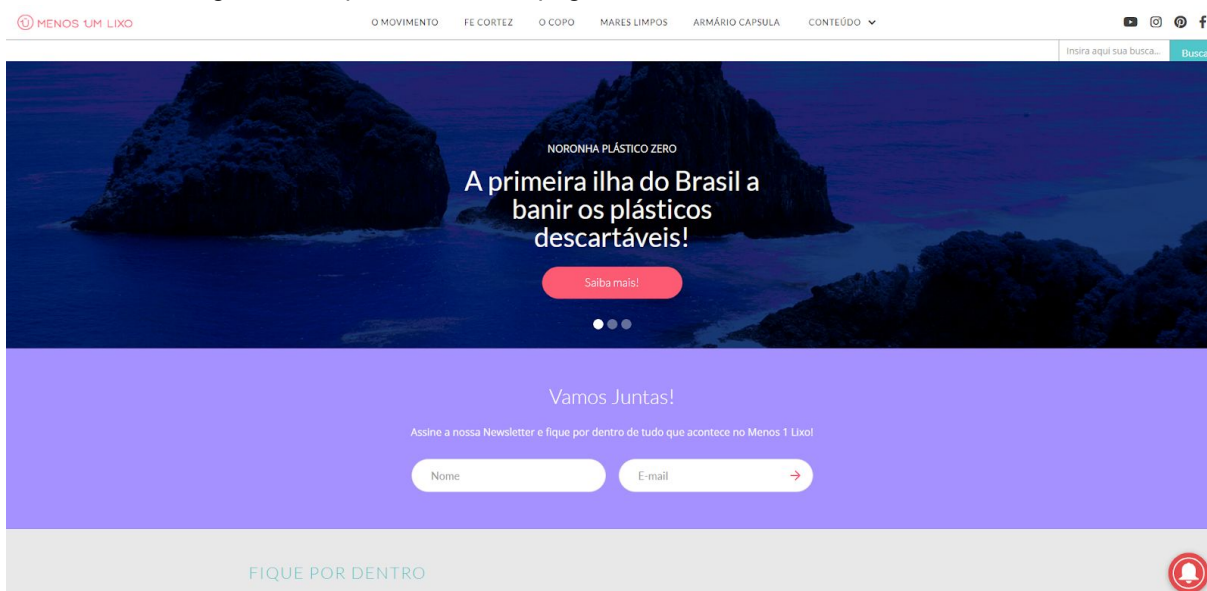 MENOS 1UM LIXO
O MOVIMENTO FE CORTEZ O COPO MARES LIMPOS ARMÁRIO CAPSULA CONTEÚDO
Insira aqui sua busca... Busca
NORONHA PLÁSTICO ZERO
A primeira ilha do Brasil a
banir os plásticos
descartáveis!
Saiba mais!
Vamos Juntas!
Assine a nossa Newsletter e fique por dentro de tudo que acontece no Menos 1 Lixo!
Nome E-mail
FIQUE POR DENTRO